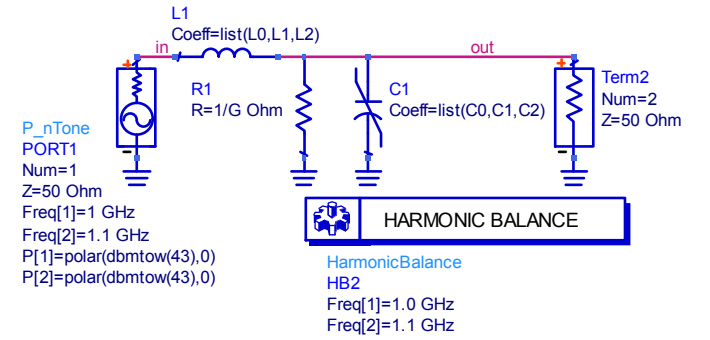 L1
Coeff=list(L0,L1,L2)
in
out
R1
R=1/G Ohm
C1
Coeff=list(C0,C1,C2)
Term2
Num=2
Z=50 Ohm
P_nTone
PORT1
Num=1
Z=50 Ohm
Freq[1]=1 GHz
Freq[2]=1.1 GHz
P[1]=polar(dbmtow(43),0)
P[2]=polar(dbmtow(43),0)
HARMONIC BALANCE
HarmonicBalance
HB2
Freq[1]=1.0 GHz
Freq[2]=1.1 GHz